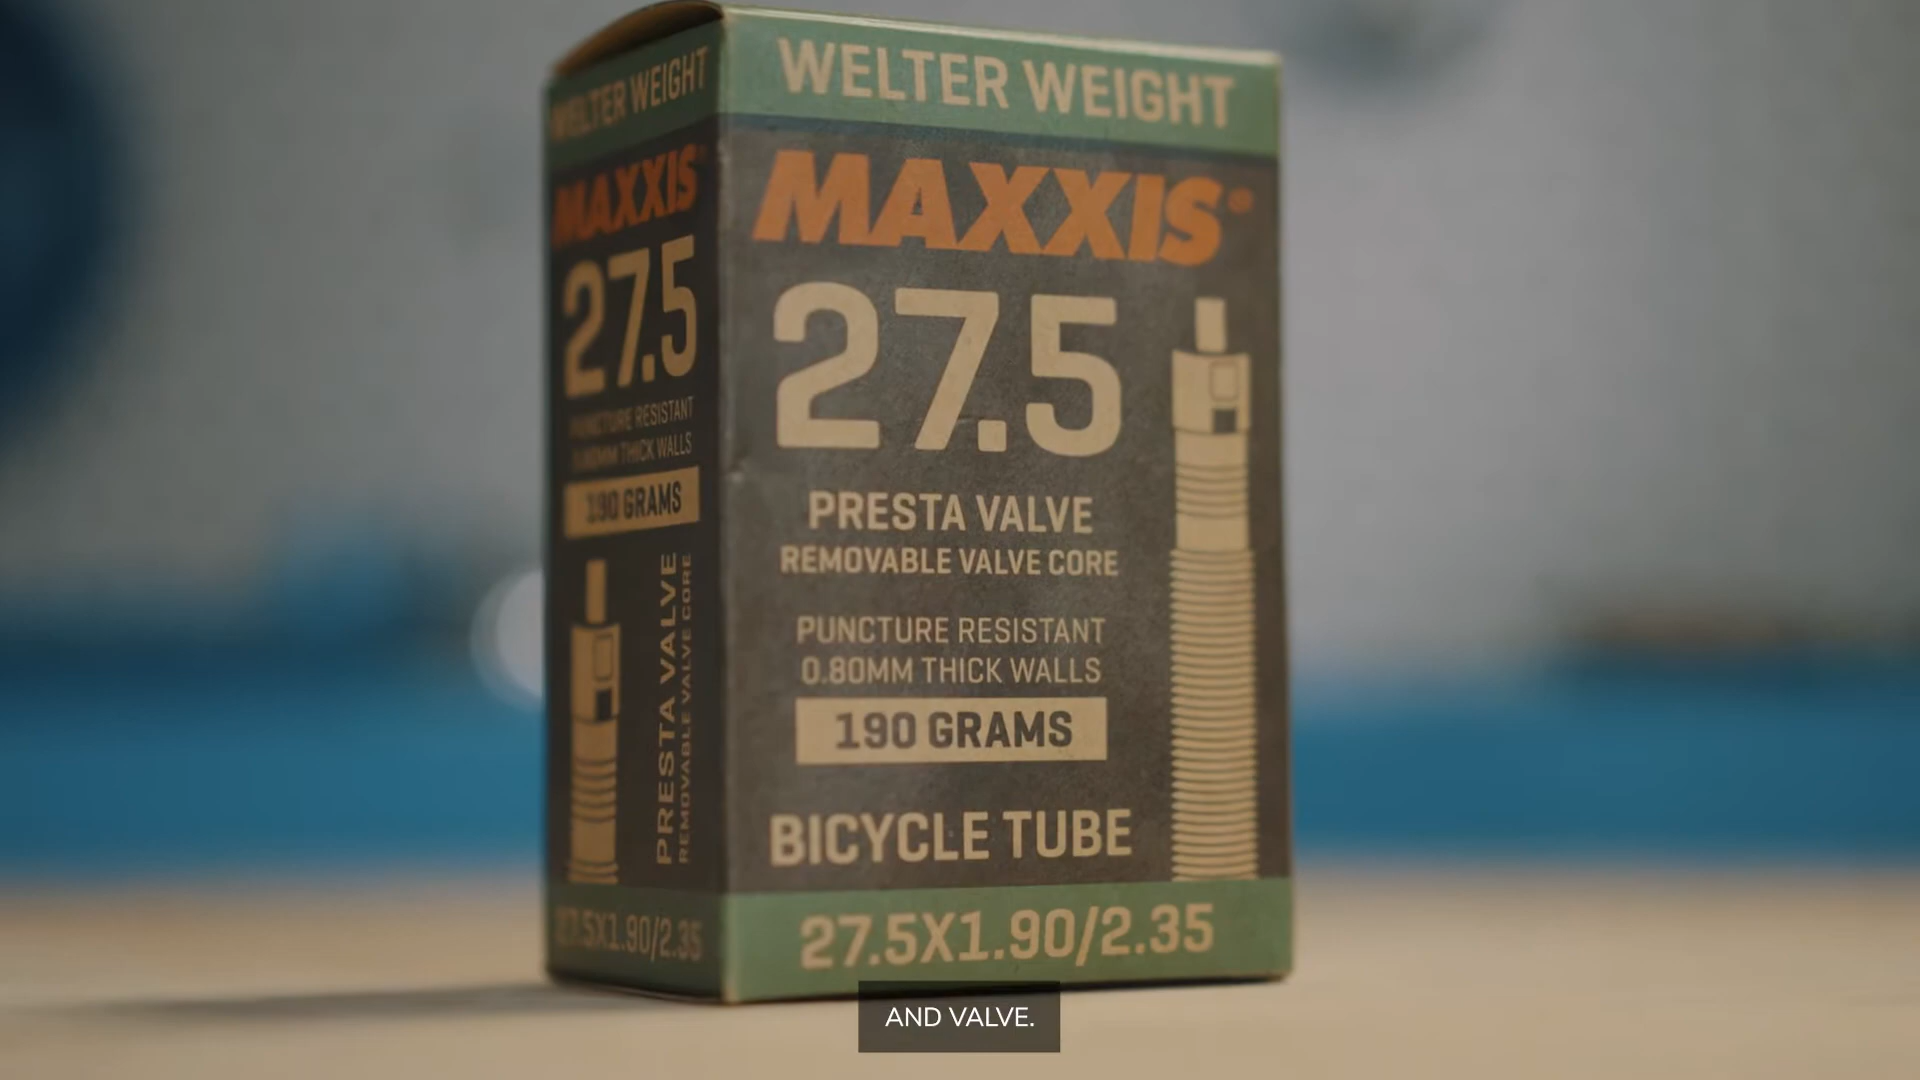 WELTER WEIGHT
MAXXIS
27.5
PUNCTURE RESISTANT
0.80MM THICK WALLS
190 GRAMS
PRESTA VALVE
REMOVABLE VALVE CORE
27.5X1.90/2.35
WELTER WEIGHT
MAXXIS®
27.5
PRESTA VALVE
REMOVABLE VALVE CORE
PUNCTURE RESISTANT
0.80MM THICK WALLS
190 GRAMS
BICYCLE TUBE
27.5X1.90/2.35
AND VALVE.